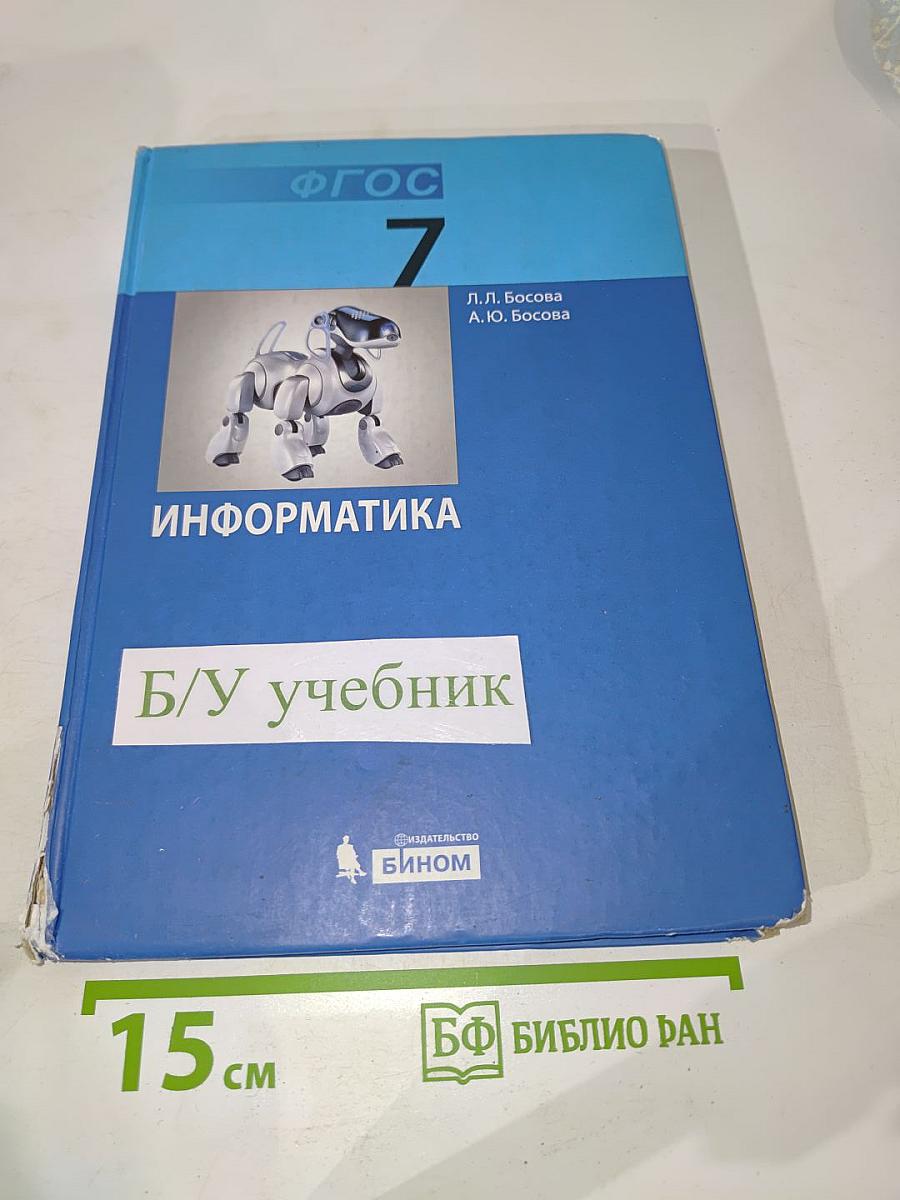 ФГОС
7
Л.Л. Босова
А.Ю. Босова
ИНФОРМАТИКА
Б/У учебник
ИЗДАТЕЛЬСТВО
БИНОМ
15 см
БФ БИБЛИО ФАН